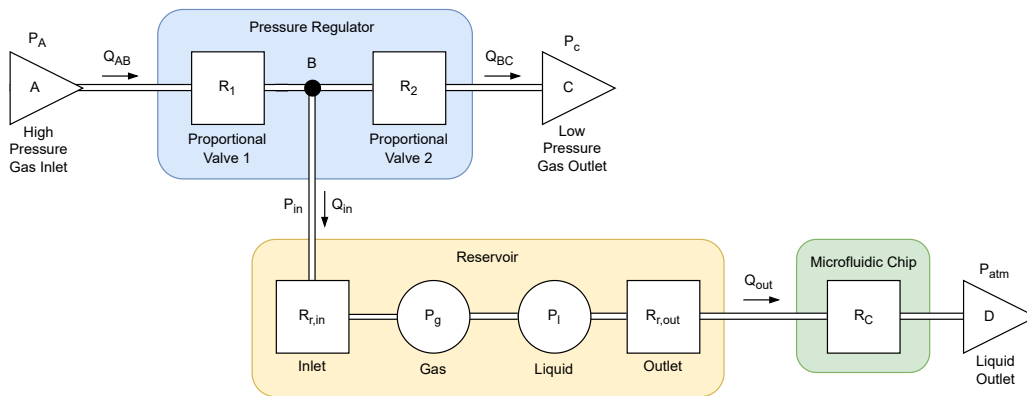 Pressure Regulator
P_A
Q_AB
B
Q_BC
P_c
A
R_1
R_2
C
High
Pressure
Gas Inlet
Proportional
Valve 1
Proportional
Valve 2
Low
Pressure
Gas Outlet
P_in
Q_in
Reservoir
Microfluidic Chip
Q_out
P_atm
R_r,in
P_g
P_l
R_r,out
R_C
D
Inlet
Gas
Liquid
Outlet
Liquid
Outlet